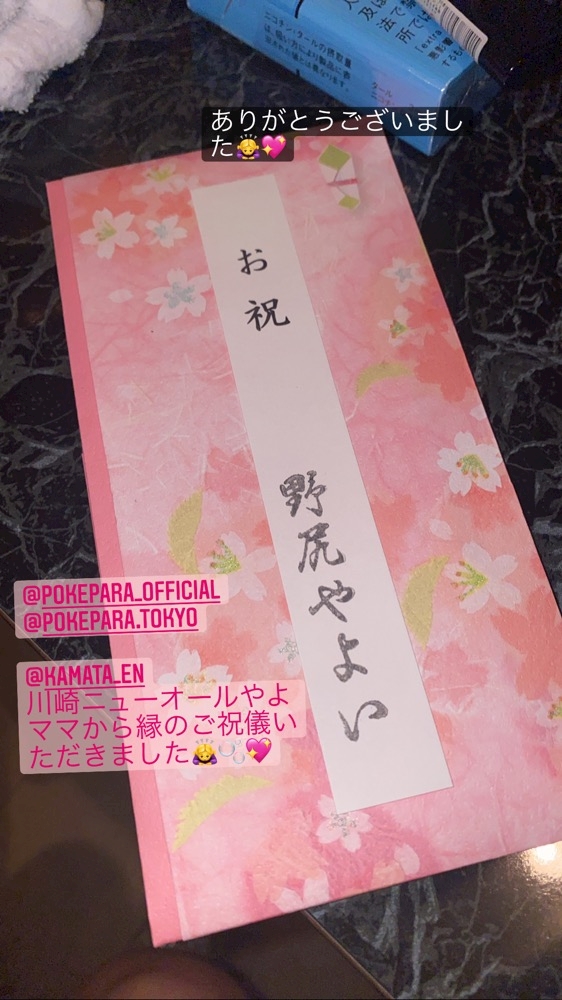 ありがとうございまし
た🙇‍♀️💖
お祝
野尻やよい
@POKEPARA_OFFICIAL
@POKEPARA.TOKYO
@KAMATA_EN
川崎ニューオールやよ
ママから縁のご祝儀い
ただきました🙇‍♀️🫧💖